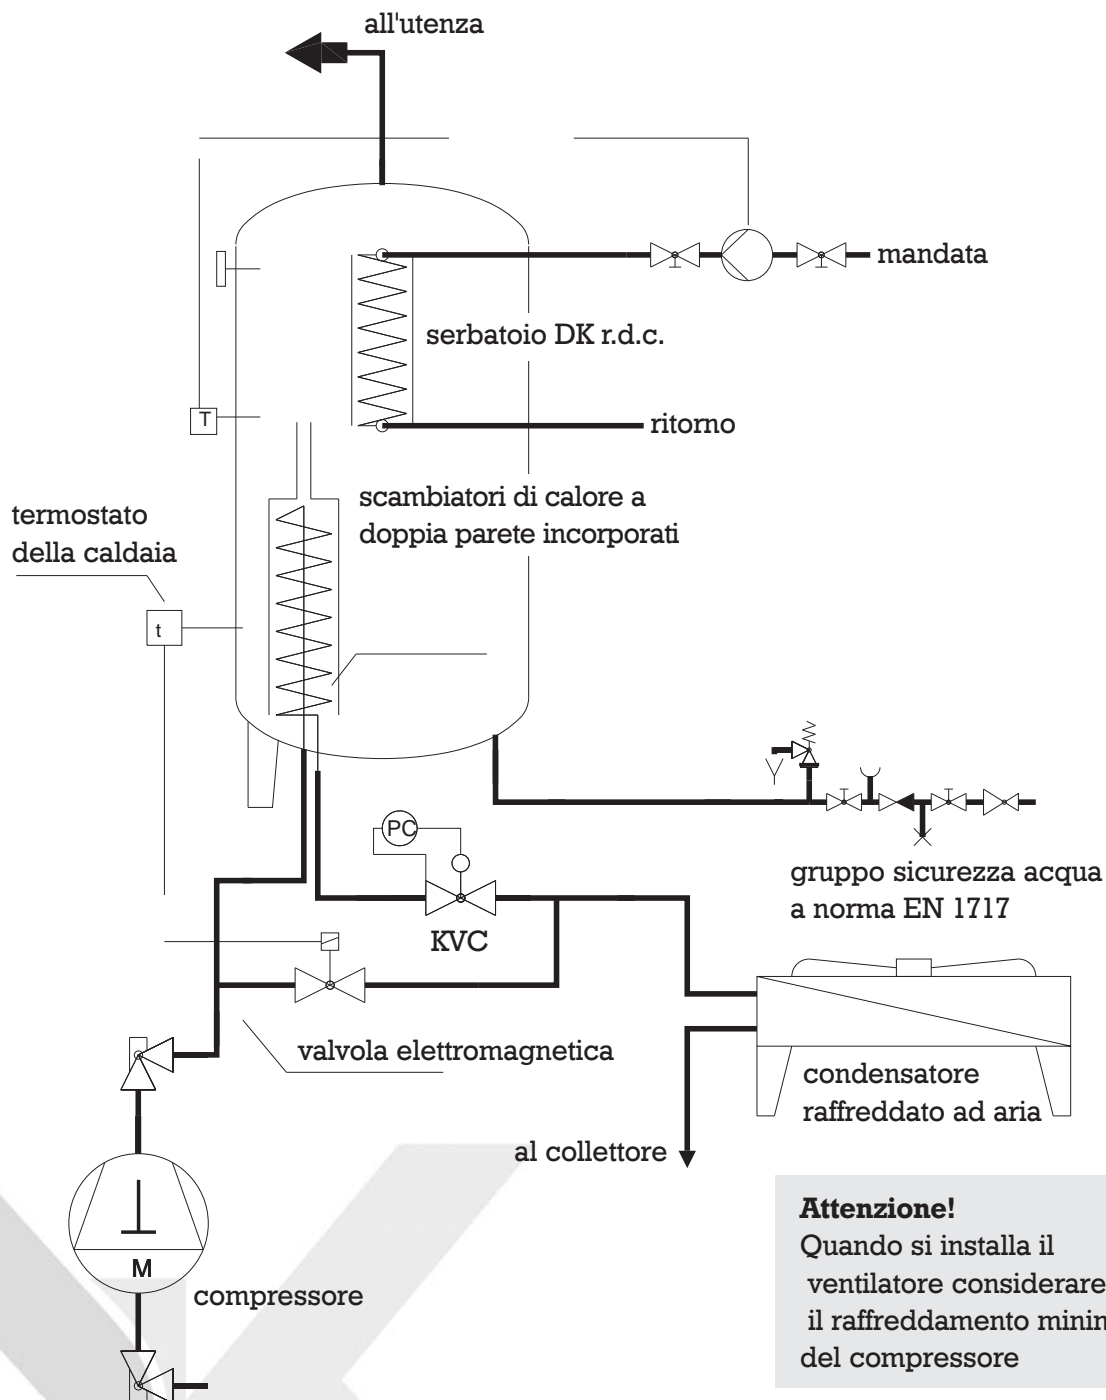 all'utenza
mandata
serbatoio DK r.d.c.
T
ritorno
scambiatori di calore a
doppia parete incorporati
termostato
della caldaia
t
PC
gruppo sicurezza acqua
a norma EN 1717
KVC
valvola elettromagnetica
condensatore
raffreddato ad aria
al collettore
M
compressore
Attenzione!
Quando si installa il
ventilatore considerare
il raffreddamento
del compressore